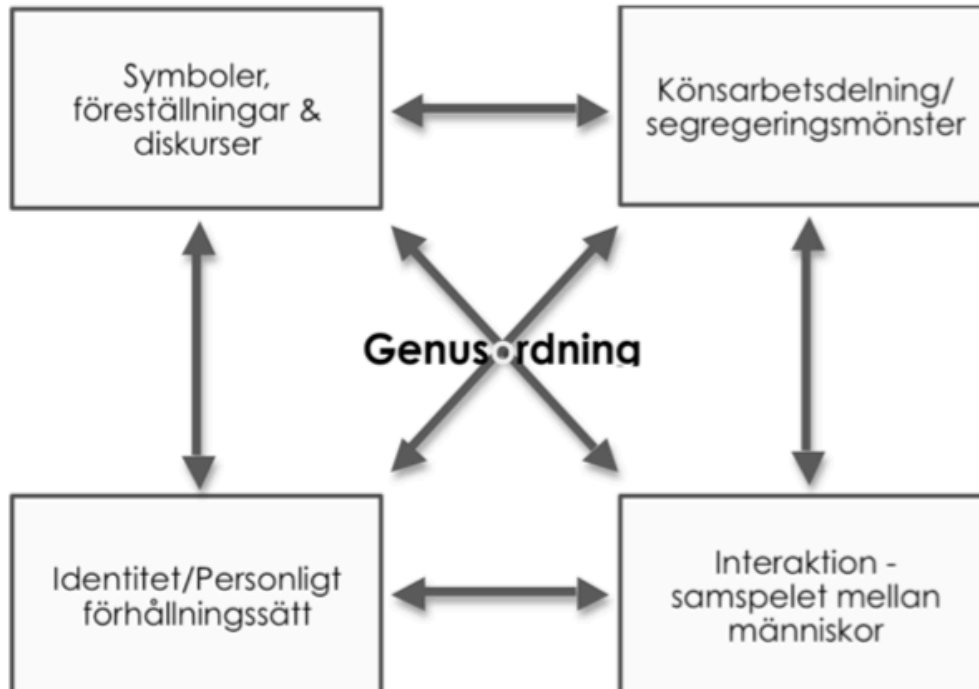 Symboler,
föreställningar &
diskurser
Könsarbetsdelning/
segregeringsmönster
Genusordning
Identitet/Personligt
förhållningssätt
Interaktion -
samspelet mellan
människor